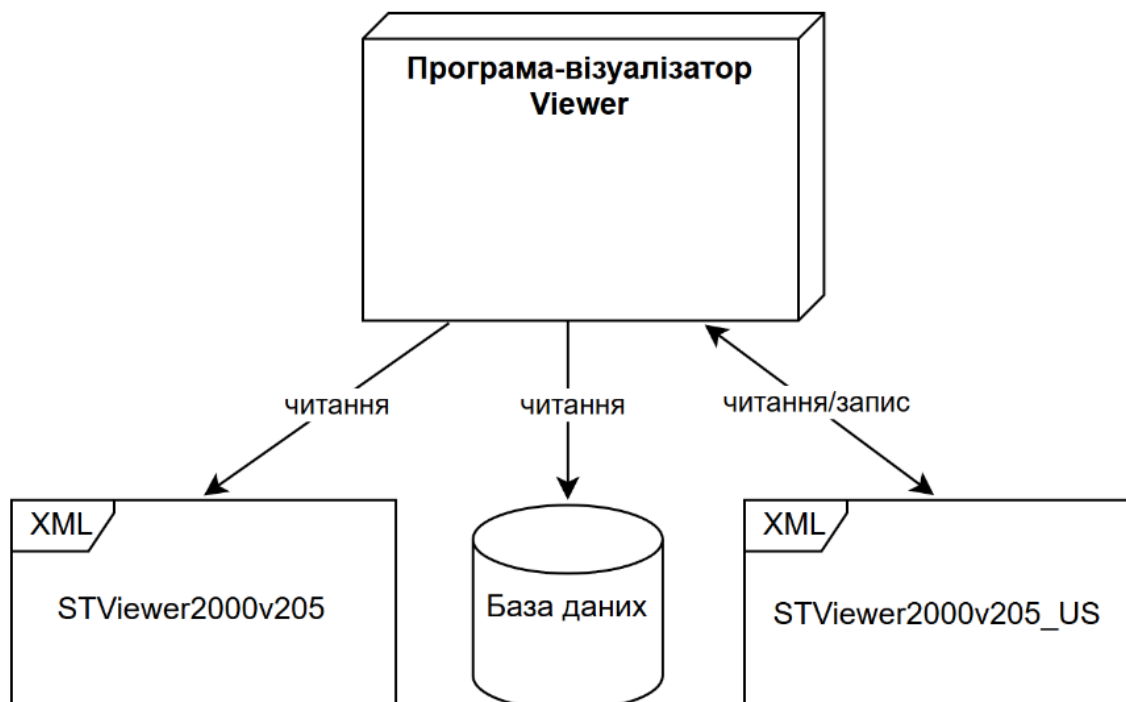 Програма-візуалізатор
Viewer
читання
читання
читання/запис
XML
STViewer2000v205
База даних
XML
STViewer2000v205_US